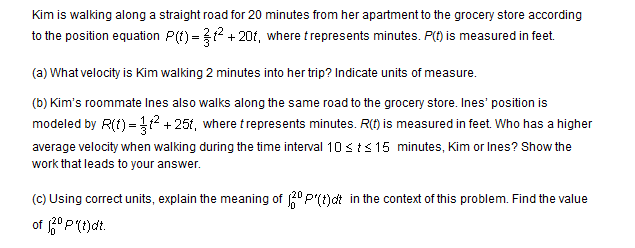 Kim is walking along a straight road for 20 minutes from her apartment to the grocery store according
to the position equation P(t) = 2/3 t² + 20t, where t represents minutes. P(t) is measured in feet.
(a) What velocity is Kim walking 2 minutes into her trip? Indicate units of measure.
(b) Kim's roommate Ines also walks along the same road to the grocery store. Ines' position is
modeled by R(t) = 1/3 t² + 25t, where t represents minutes. R(t) is measured in feet. Who has a higher
average velocity when walking during the time interval 10 ≤ t ≤ 15 minutes, Kim or Ines? Show the
work that leads to your answer.
(c) Using correct units, explain the meaning of ∫₀²⁰ P'(t)dt in the context of this problem. Find the value
of ∫₀²⁰ P'(t)dt.